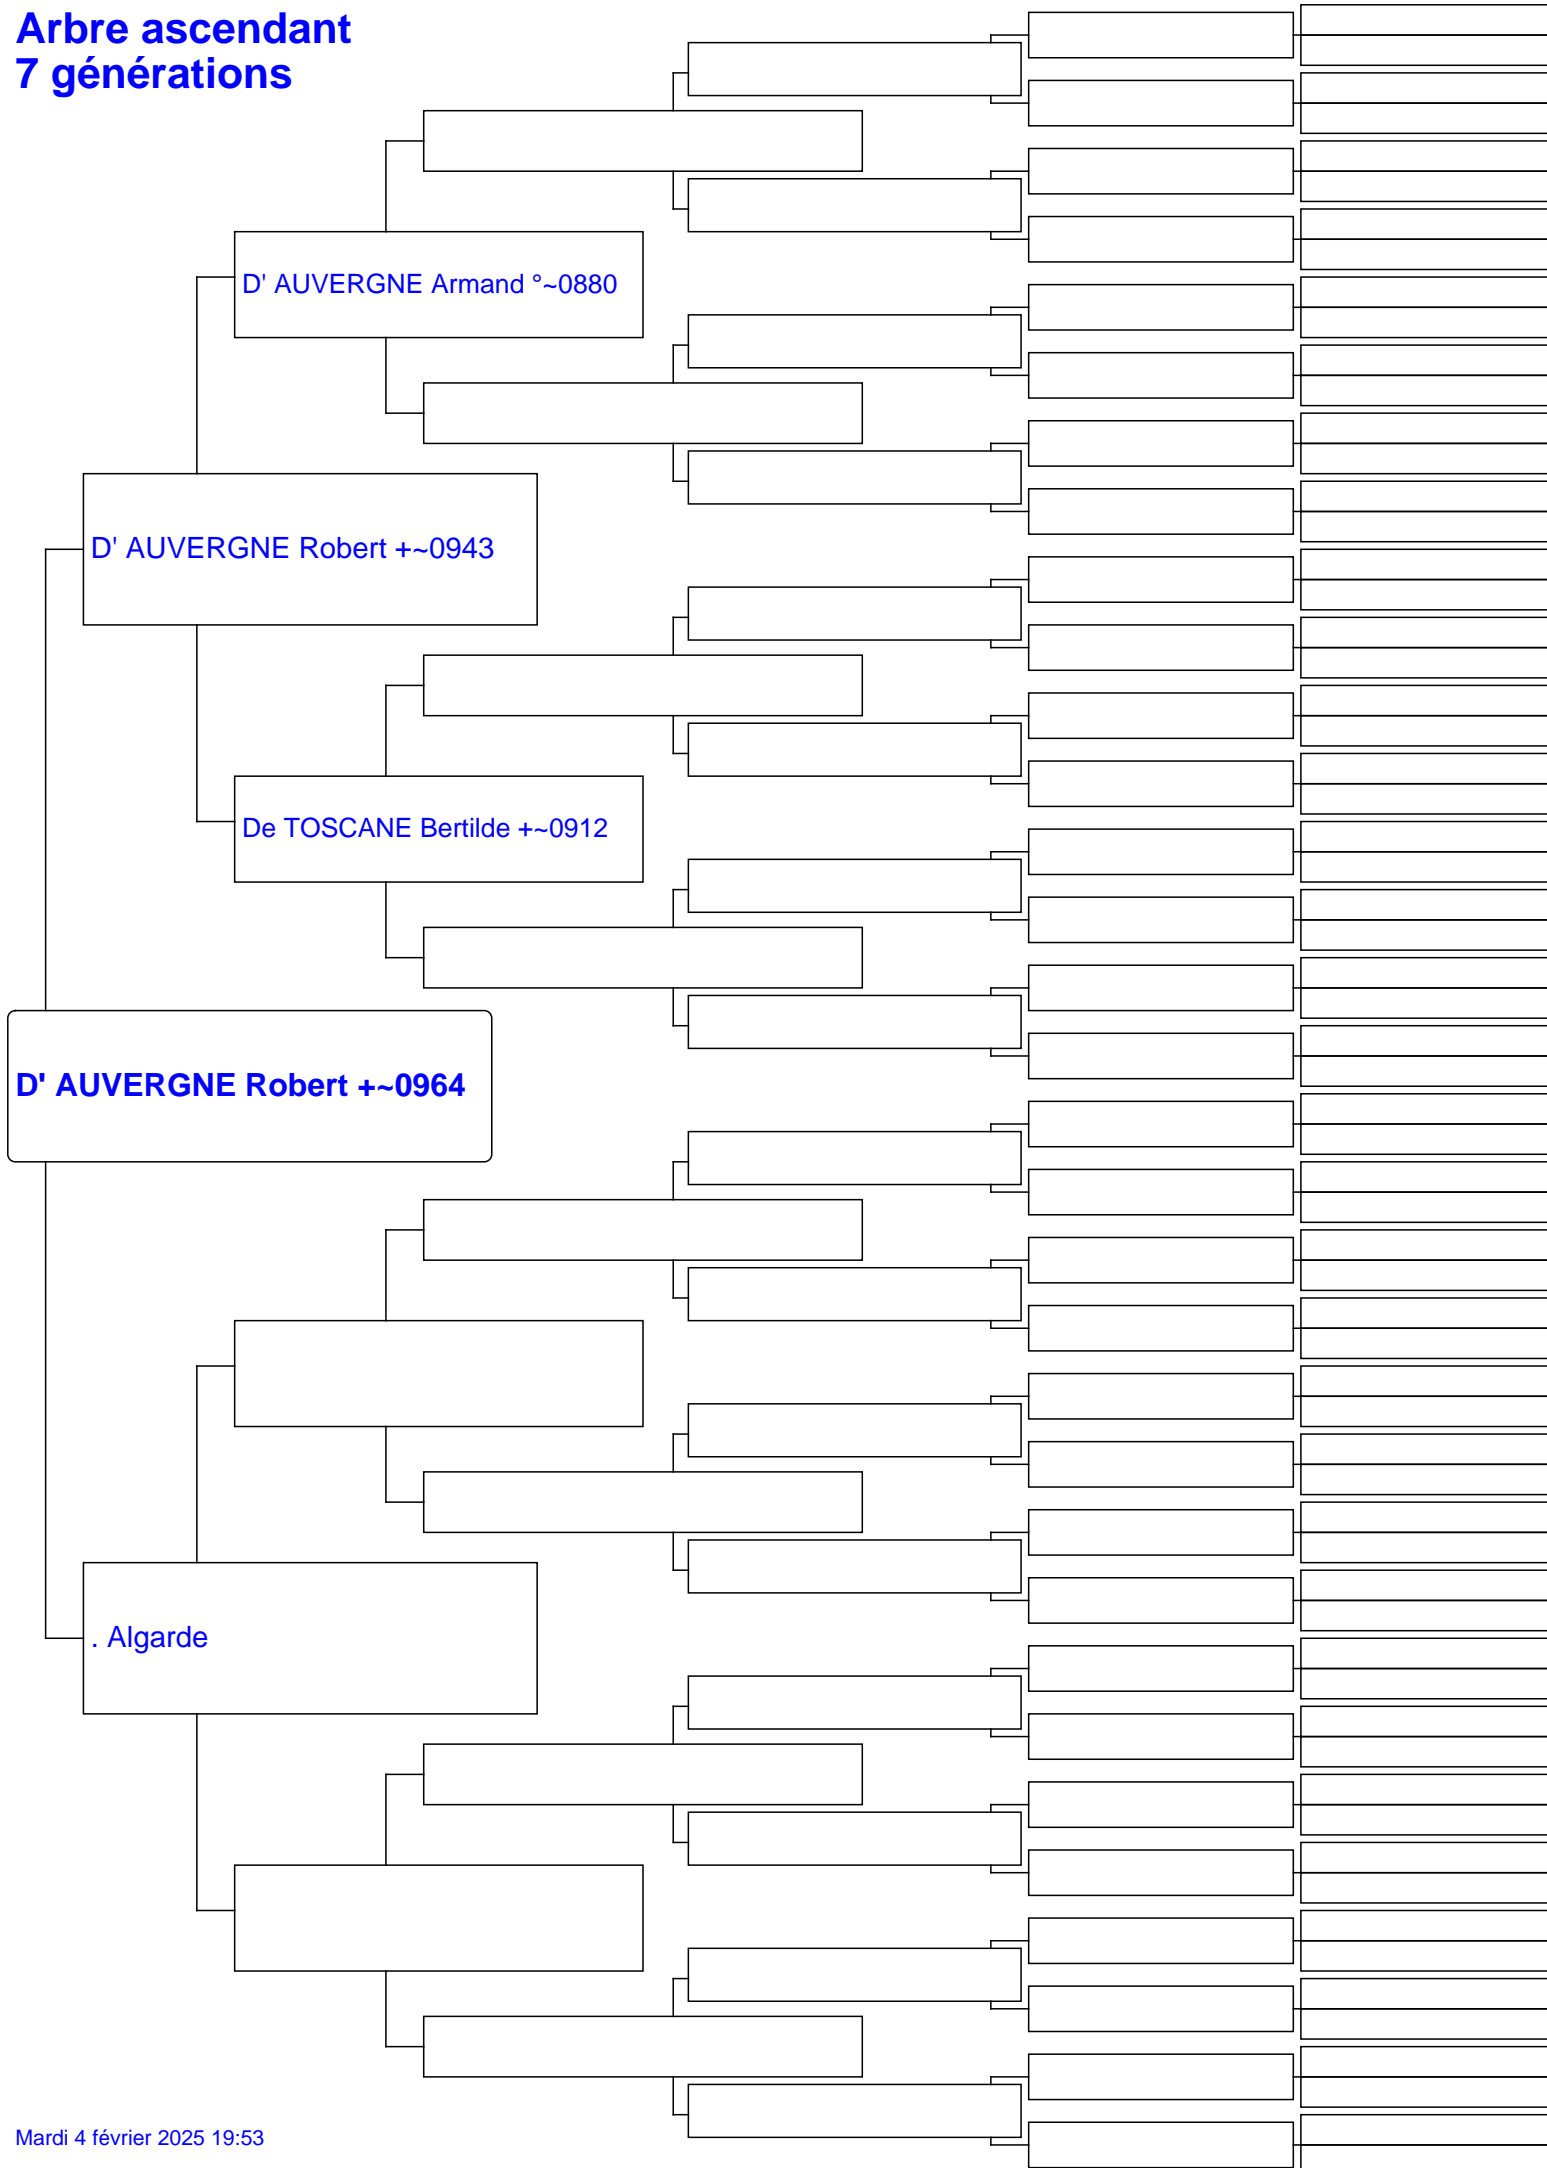 Arbre ascendant
7 générations
D' AUVERGNE Armand °~0880
D' AUVERGNE Robert +~0943
De TOSCANE Bertilde +~0912
D' AUVERGNE Robert +~0964
. Algarde
Mardi 4 février 2025 19:53